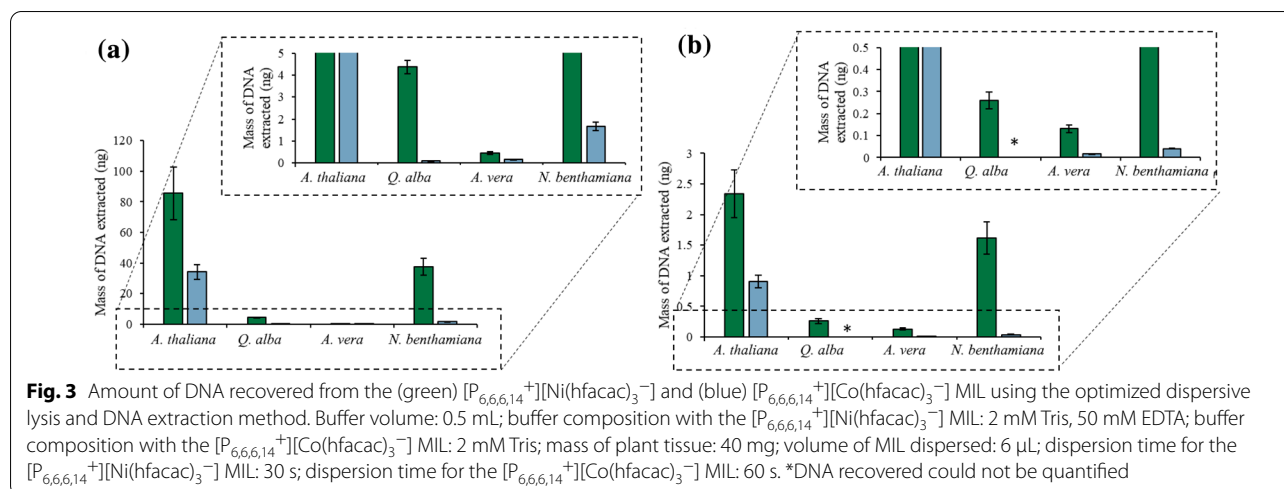 (a)
Mass of DNA extracted (ng)
5
4
3
2
1
0
A. thaliana Q. alba A. vera N. benthamiana
Mass of DNA extracted (ng)
120
100
80
60
40
20
0
A. thaliana Q. alba A. vera N. benthamiana
(b)
Mass of DNA
extracted (ng)
0.5
0.4
0.3
0.2
0.1
0
*
A. thaliana Q. alba A. vera N. benthamiana
Mass of DNA extracted (ng)
3
2.5
2
1.5
1
0.5
0
*
A. thaliana Q. alba A. vera N. benthamiana
Fig. 3 Amount of DNA recovered from the (green) [P6,6,6,14+][Ni(hfacac)3−] and (blue) [P6,6,6,14+][Co(hfacac)3−] MIL using the optimized dispersive
lysis and DNA extraction method. Buffer volume: 0.5 mL; buffer composition with the [P6,6,6,14+][Ni(hfacac)3−] MIL: 2 mM Tris, 50 mM EDTA; buffer
composition with the [P6,6,6,14+][Co(hfacac)3−] MIL: 2 mM Tris; mass of plant tissue: 40 mg; volume of MIL dispersed: 6 μL; dispersion time for the
[P6,6,6,14+][Ni(hfacac)3−] MIL: 30 s; dispersion time for the [P6,6,6,14+][Co(hfacac)3−] MIL: 60 s. *DNA recovered could not be quantified